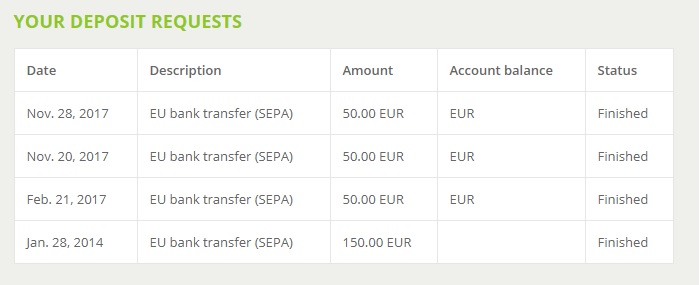 YOUR DEPOSIT REQUESTS
Date Description Amount Account balance Status
Nov. 28, 2017 EU bank transfer (SEPA) 50.00 EUR EUR Finished
Nov. 20, 2017 EU bank transfer (SEPA) 50.00 EUR EUR Finished
Feb. 21, 2017 EU bank transfer (SEPA) 50.00 EUR EUR Finished
Jan. 28, 2014 EU bank transfer (SEPA) 150.00 EUR Finished